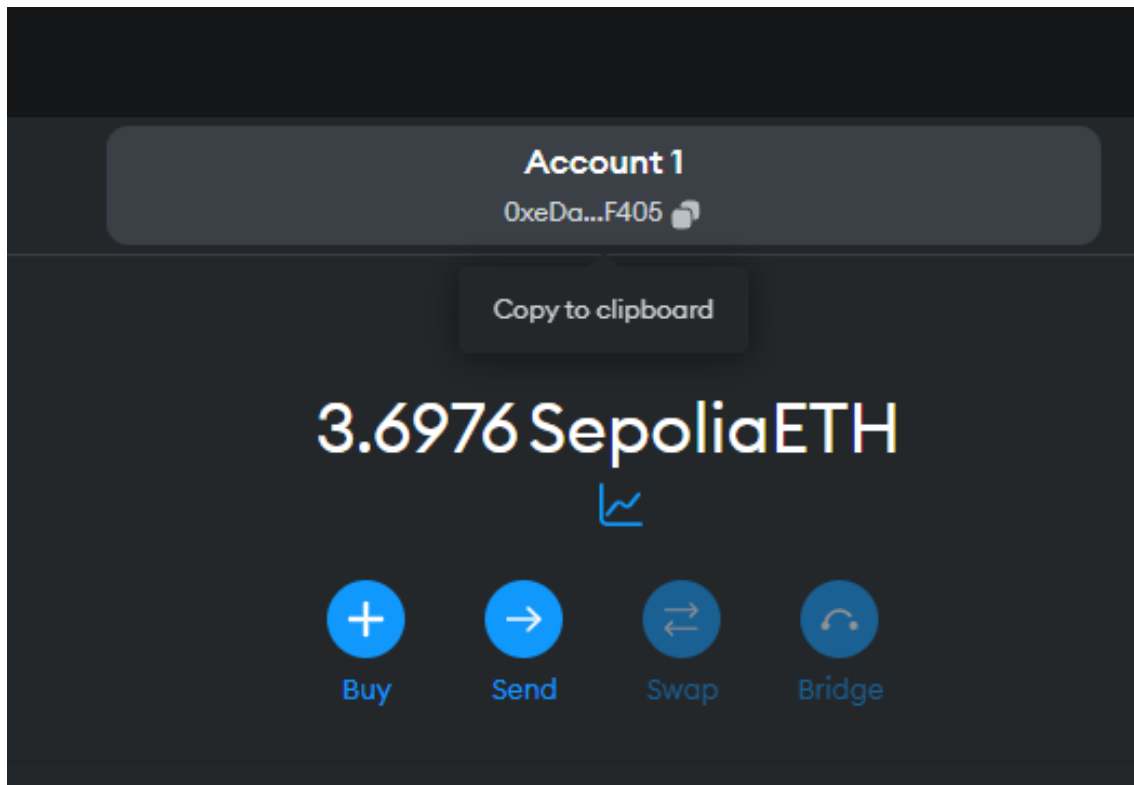 Account 1
0xeDa...F405
Copy to clipboard
3.6976 SepoliaETH
Buy Send Swap Bridge